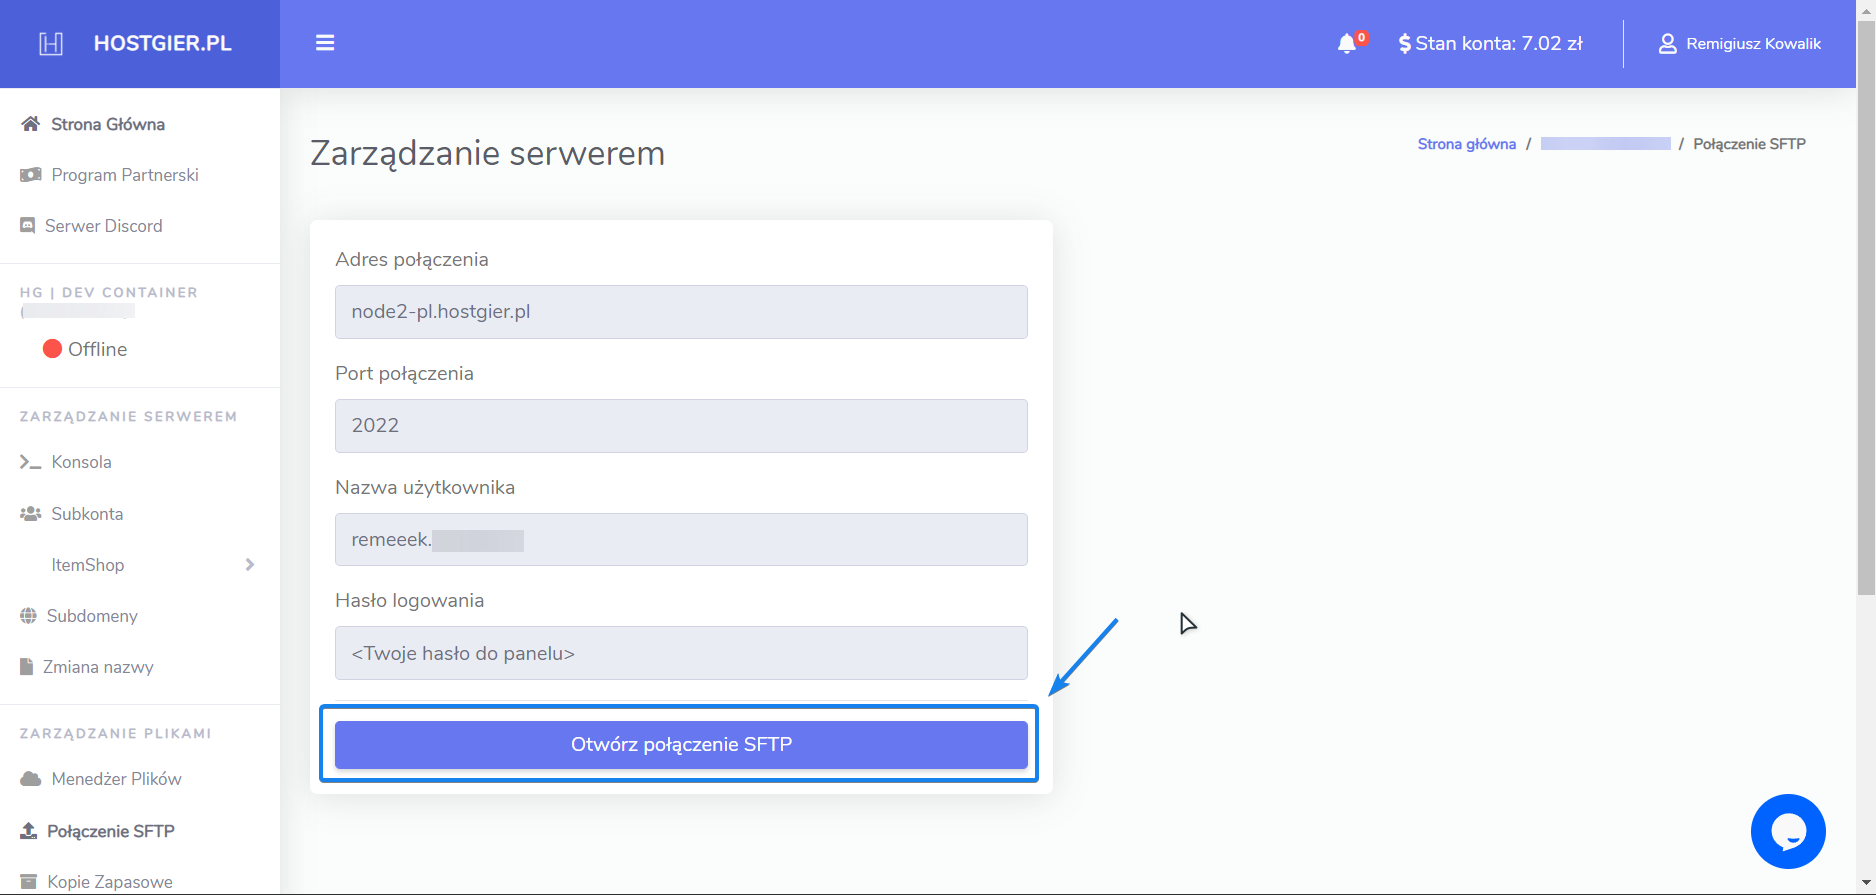 HOSTGIER.PL
0
Stan konta: 7.02 zł
Remigiusz Kowalik
Strona Główna
Program Partnerski
Serwer Discord
HG | DEV CONTAINER
(
Offline
ZARZĄDZANIE SERWEREM
Konsola
Subkonta
ItemShop
Subdomeny
Zmiana nazwy
ZARZĄDZANIE PLIKAMI
Menedżer Plików
Połączenie SFTP
Kopie Zapasowe
Zarządzanie serwerem
Strona główna / / Połączenie SFTP
Adres połączenia
node2-pl.hostgier.pl
Port połączenia
2022
Nazwa użytkownika
remeeek.
Hasło logowania
<Twoje hasło do panelu>
Otwórz połączenie SFTP